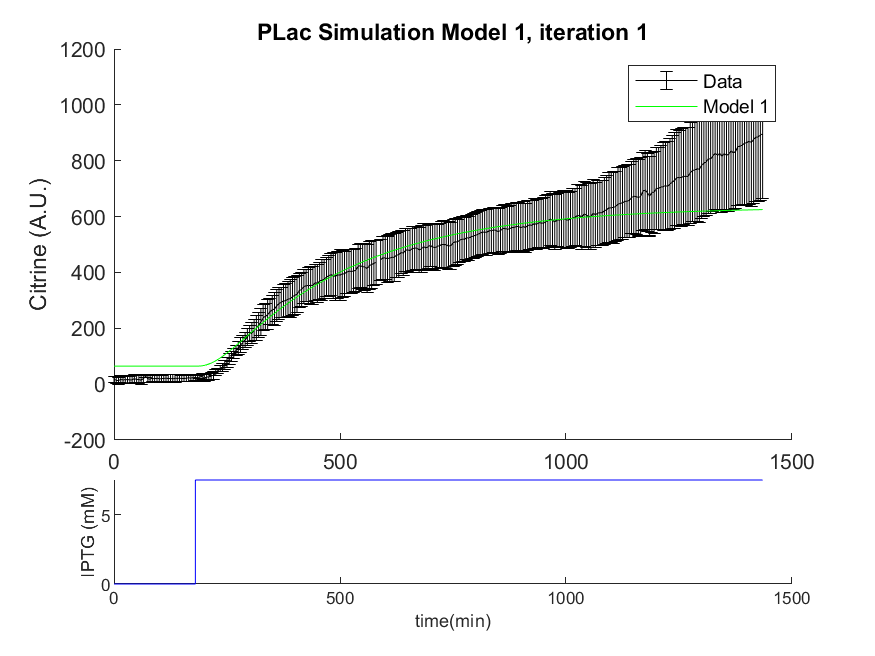 PLac Simulation Model 1, iteration 1
Data
Model 1
Citrine (A.U.)
1200
1000
800
600
400
200
0
-200
0 500 1000 1500
IPTG (mM)
5
0
0 500 1000 1500
time(min)